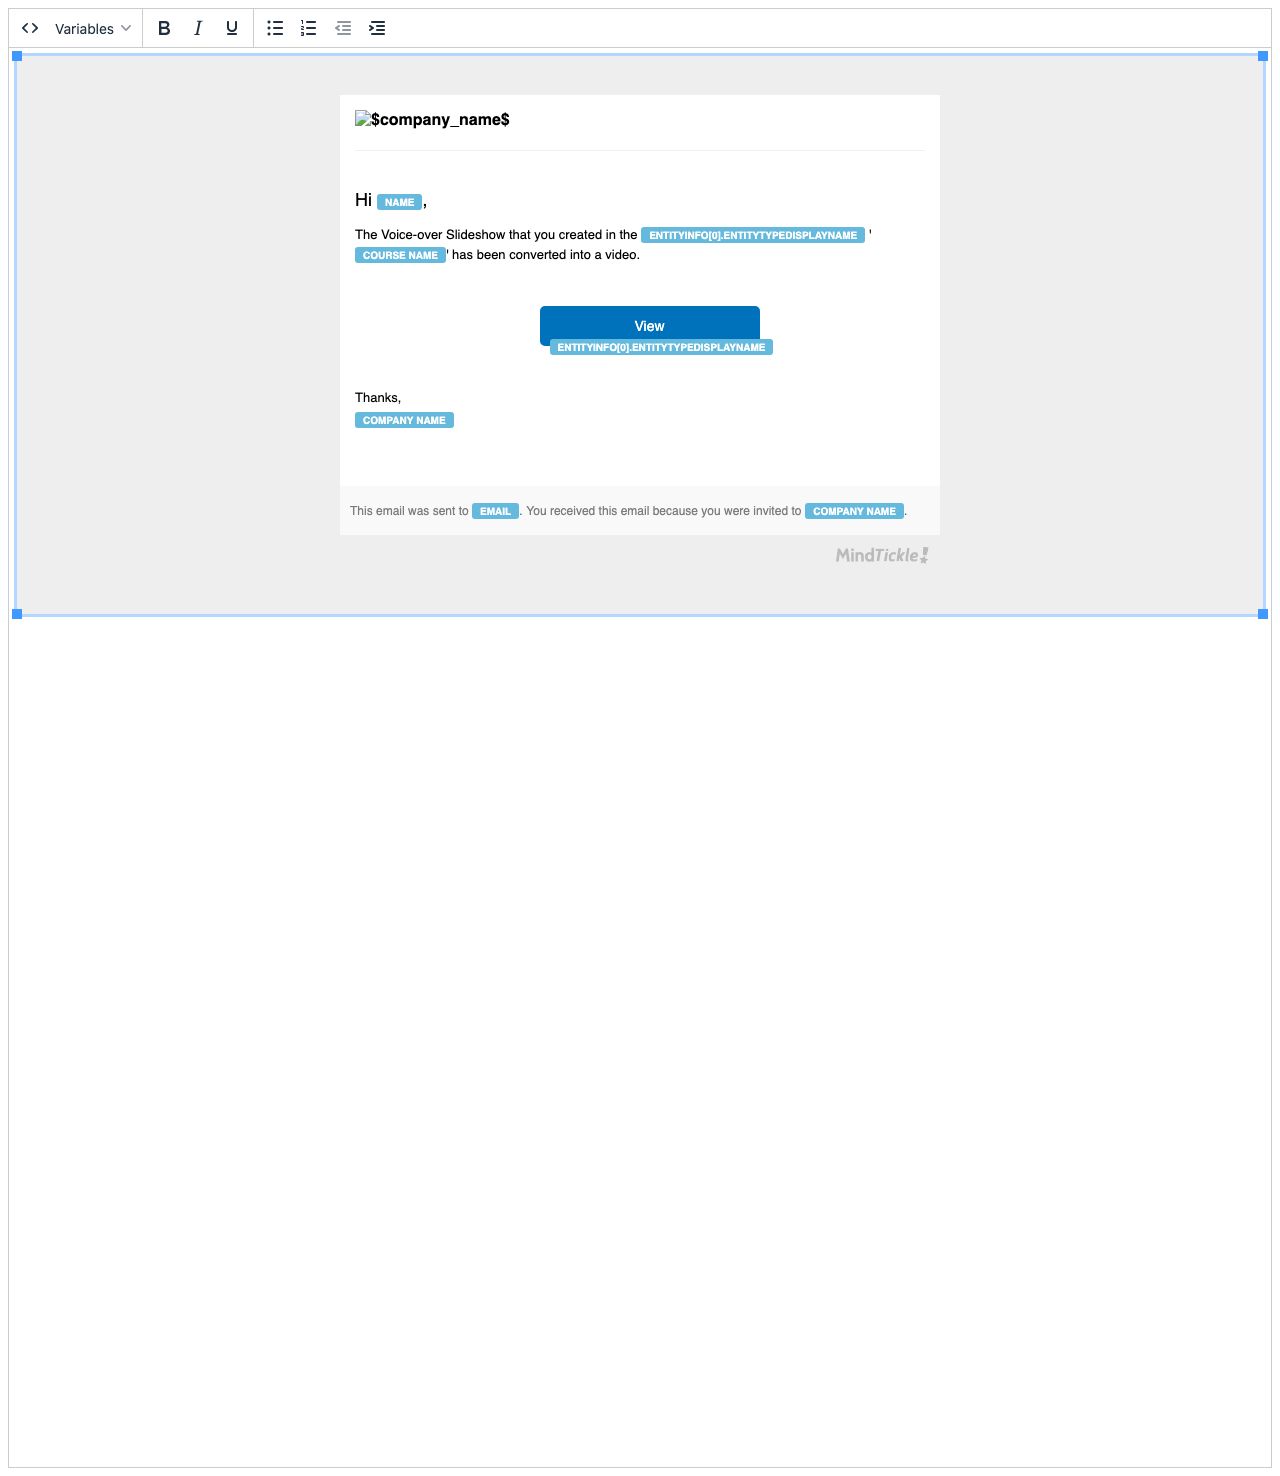 Variables
$company_name$
Hi NAME ,
The Voice-over Slideshow that you created in the ENTITYINFO[0].ENTITYTYPEDISPLAYNAME '
COURSE NAME ' has been converted into a video.
View
ENTITYINFO[0].ENTITYTYPEDISPLAYNAME
Thanks,
COMPANY NAME
This email was sent to EMAIL . You received this email because you were invited to COMPANY NAME .
MindTickle!